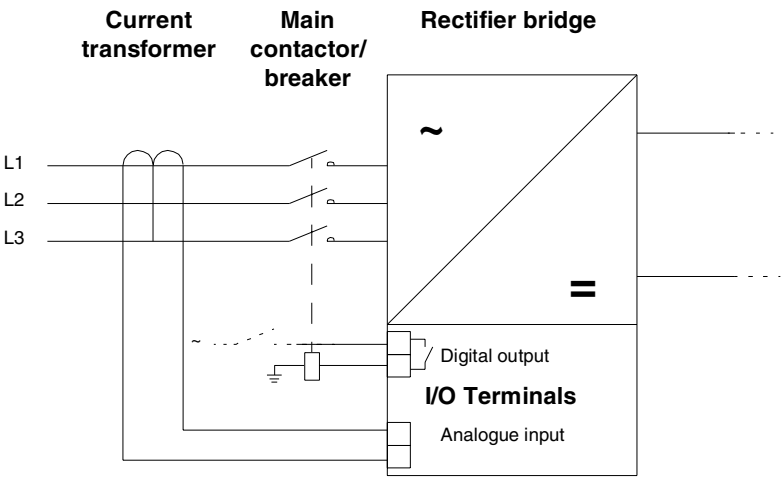 Current
transformer
Main
contactor/
breaker
Rectifier bridge
~
L1
L2
L3
=
~
Digital output
I/O Terminals
Analogue input